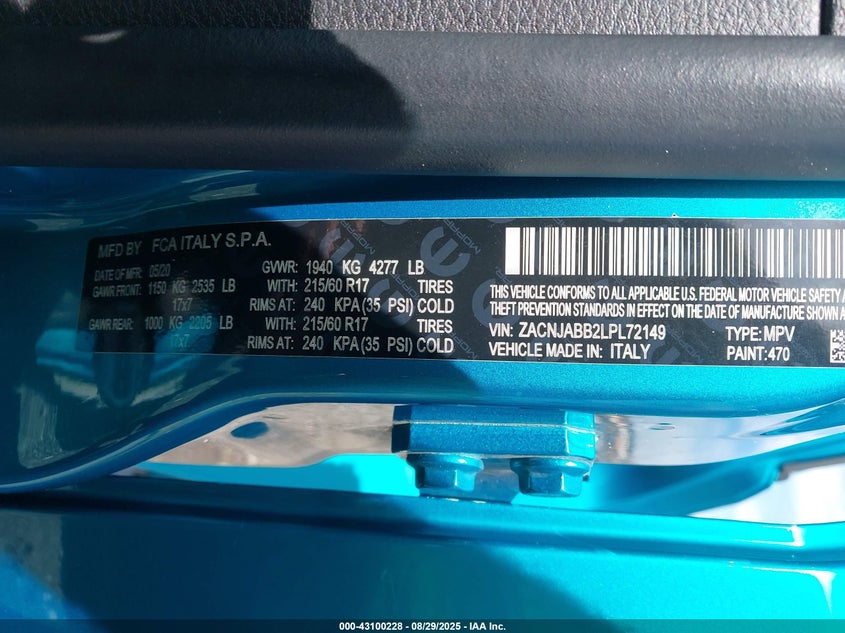 MFD BY FCA ITALY S.P.A.
DATE OF MFR: 05/20 GVWR: 1940 KG 4277 LB
GAWR FRONT: 1150 KG 2535 LB WITH: 215/60 R17 TIRES
17x7 RIMS AT: 240 KPA (35 PSI) COLD
GAWR REAR: 1000 KG 2205 LB WITH: 215/60 R17 TIRES
17x7 RIMS AT: 240 KPA (35 PSI) COLD
THIS VEHICLE CONFORMS TO ALL APPLICABLE U.S. FEDERAL MOTOR VEHICLE SAFETY
THEFT PREVENTION STANDARDS IN EFFECT ON THE DATE OF MANUFACTURE SHOWN
VIN: ZACNJABB2LPL72149 TYPE: MPV
VEHICLE MADE IN: ITALY PAINT: 470
MOPAR
MOPAR
MOPAR
000-43100228 - 08/29/2025 - IAA Inc.